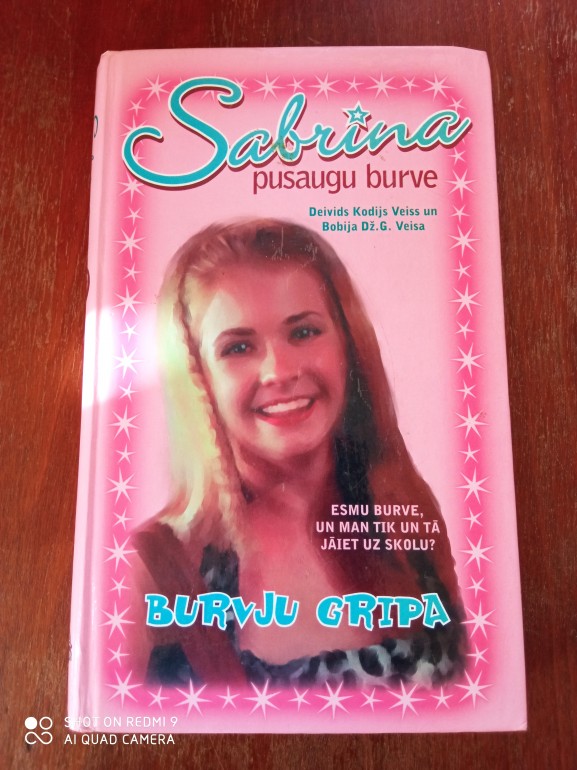 Sabrina
pusaugu burve
Deivids Kodijs Veiss un
Bobija Dž.G. Veisa
ESMU BURVE,
UN MAN TIK UN TĀ
JĀIET UZ SKOLU?
BURVJU GRIPA
SHOT ON REDMI 9
AI QUAD CAMERA